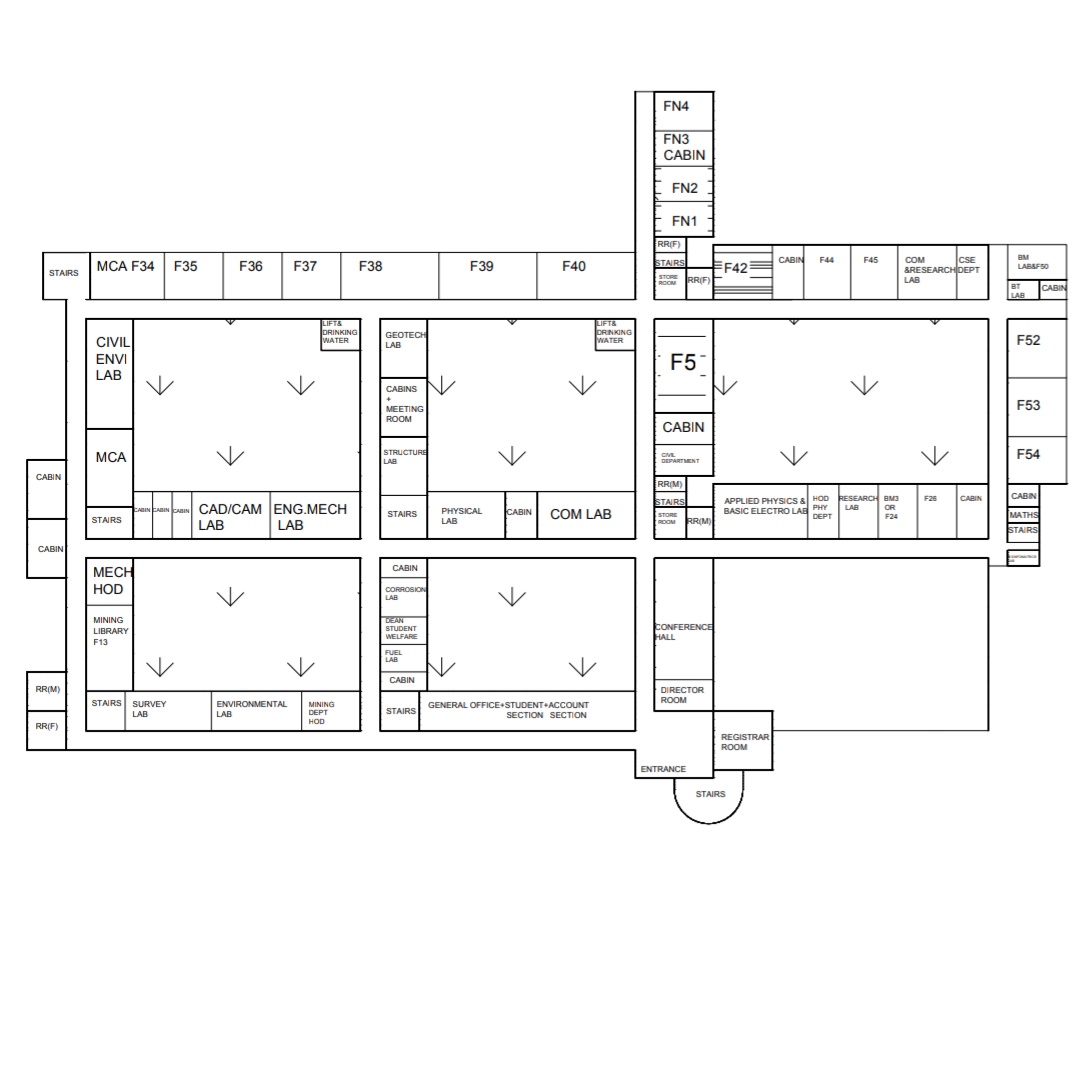 FN4
FN3
CABIN
FN2
FN1
RR(F)
STAIRS
STORE
ROOM
RR(F)
STAIRS
MCA F34
F35
F36
F37
F38
F39
F40
F42
CABIN
F44
F45
COM
&RESEARCH
LAB
CSE
DEPT
BM
LAB&F50
BT
LAB
CABIN
CIVIL
ENVI
LAB
LIFT&
DRINKING
WATER
GEOTECH
LAB
LIFT&
DRINKING
WATER
F5
F52
CABINS
+
MEETING
ROOM
F53
CABIN
MCA
STRUCTURE
LAB
CIVIL
DEPARTMENT
F54
CABIN
RR(M)
STAIRS
STORE
ROOM
RR(M)
STAIRS
CABIN
CABIN
CABIN
CAD/CAM
LAB
ENG.MECH
LAB
STAIRS
PHYSICAL
LAB
CABIN
COM LAB
APPLIED PHYSICS &
BASIC ELECTRO LAB
HOD
PHY
DEPT
RESEARCH
LAB
BM3
OR
F24
F26
CABIN
CABIN
MATHS
STAIRS
CABIN
MECH
HOD
CABIN
CORROSION
LAB
MINING
LIBRARY
F13
DEAN
STUDENT
WELFARE
FUEL
LAB
CABIN
CONFERENCE
HALL
RR(M)
DIRECTOR
ROOM
STAIRS
SURVEY
LAB
ENVIRONMENTAL
LAB
MINING
DEPT
HOD
STAIRS
GENERAL OFFICE+STUDENT+ACCOUNT
SECTION SECTION
RR(F)
REGISTRAR
ROOM
ENTRANCE
STAIRS